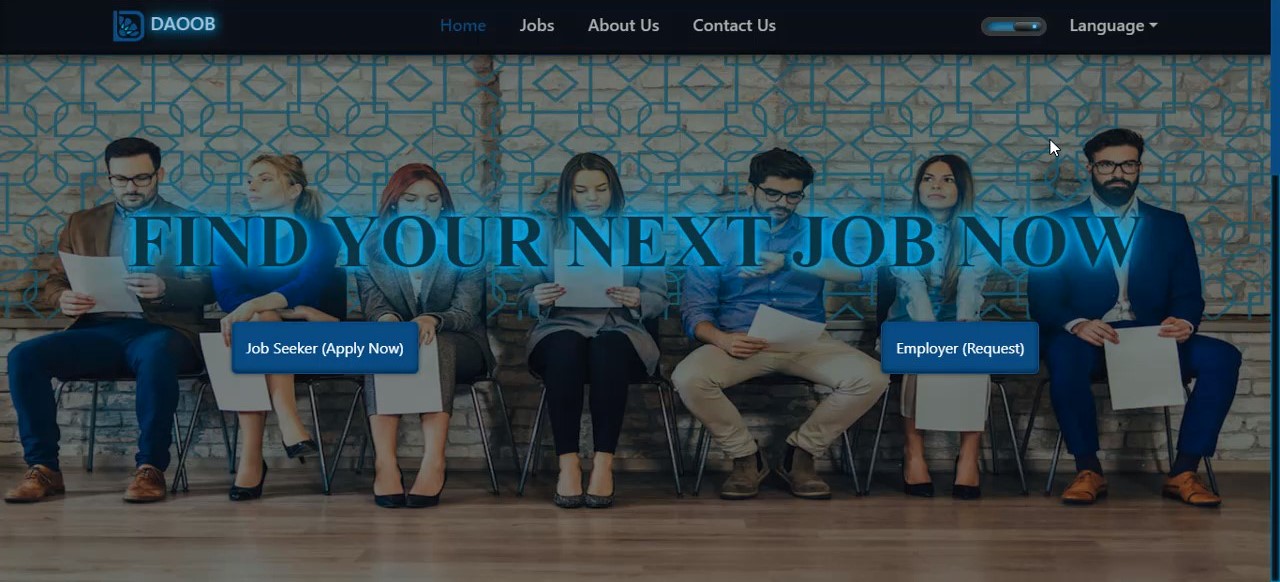 DAOOB
Home
Jobs
About Us
Contact Us
Language
FIND YOUR NEXT JOB NOW
Job Seeker (Apply Now)
Employer (Request)